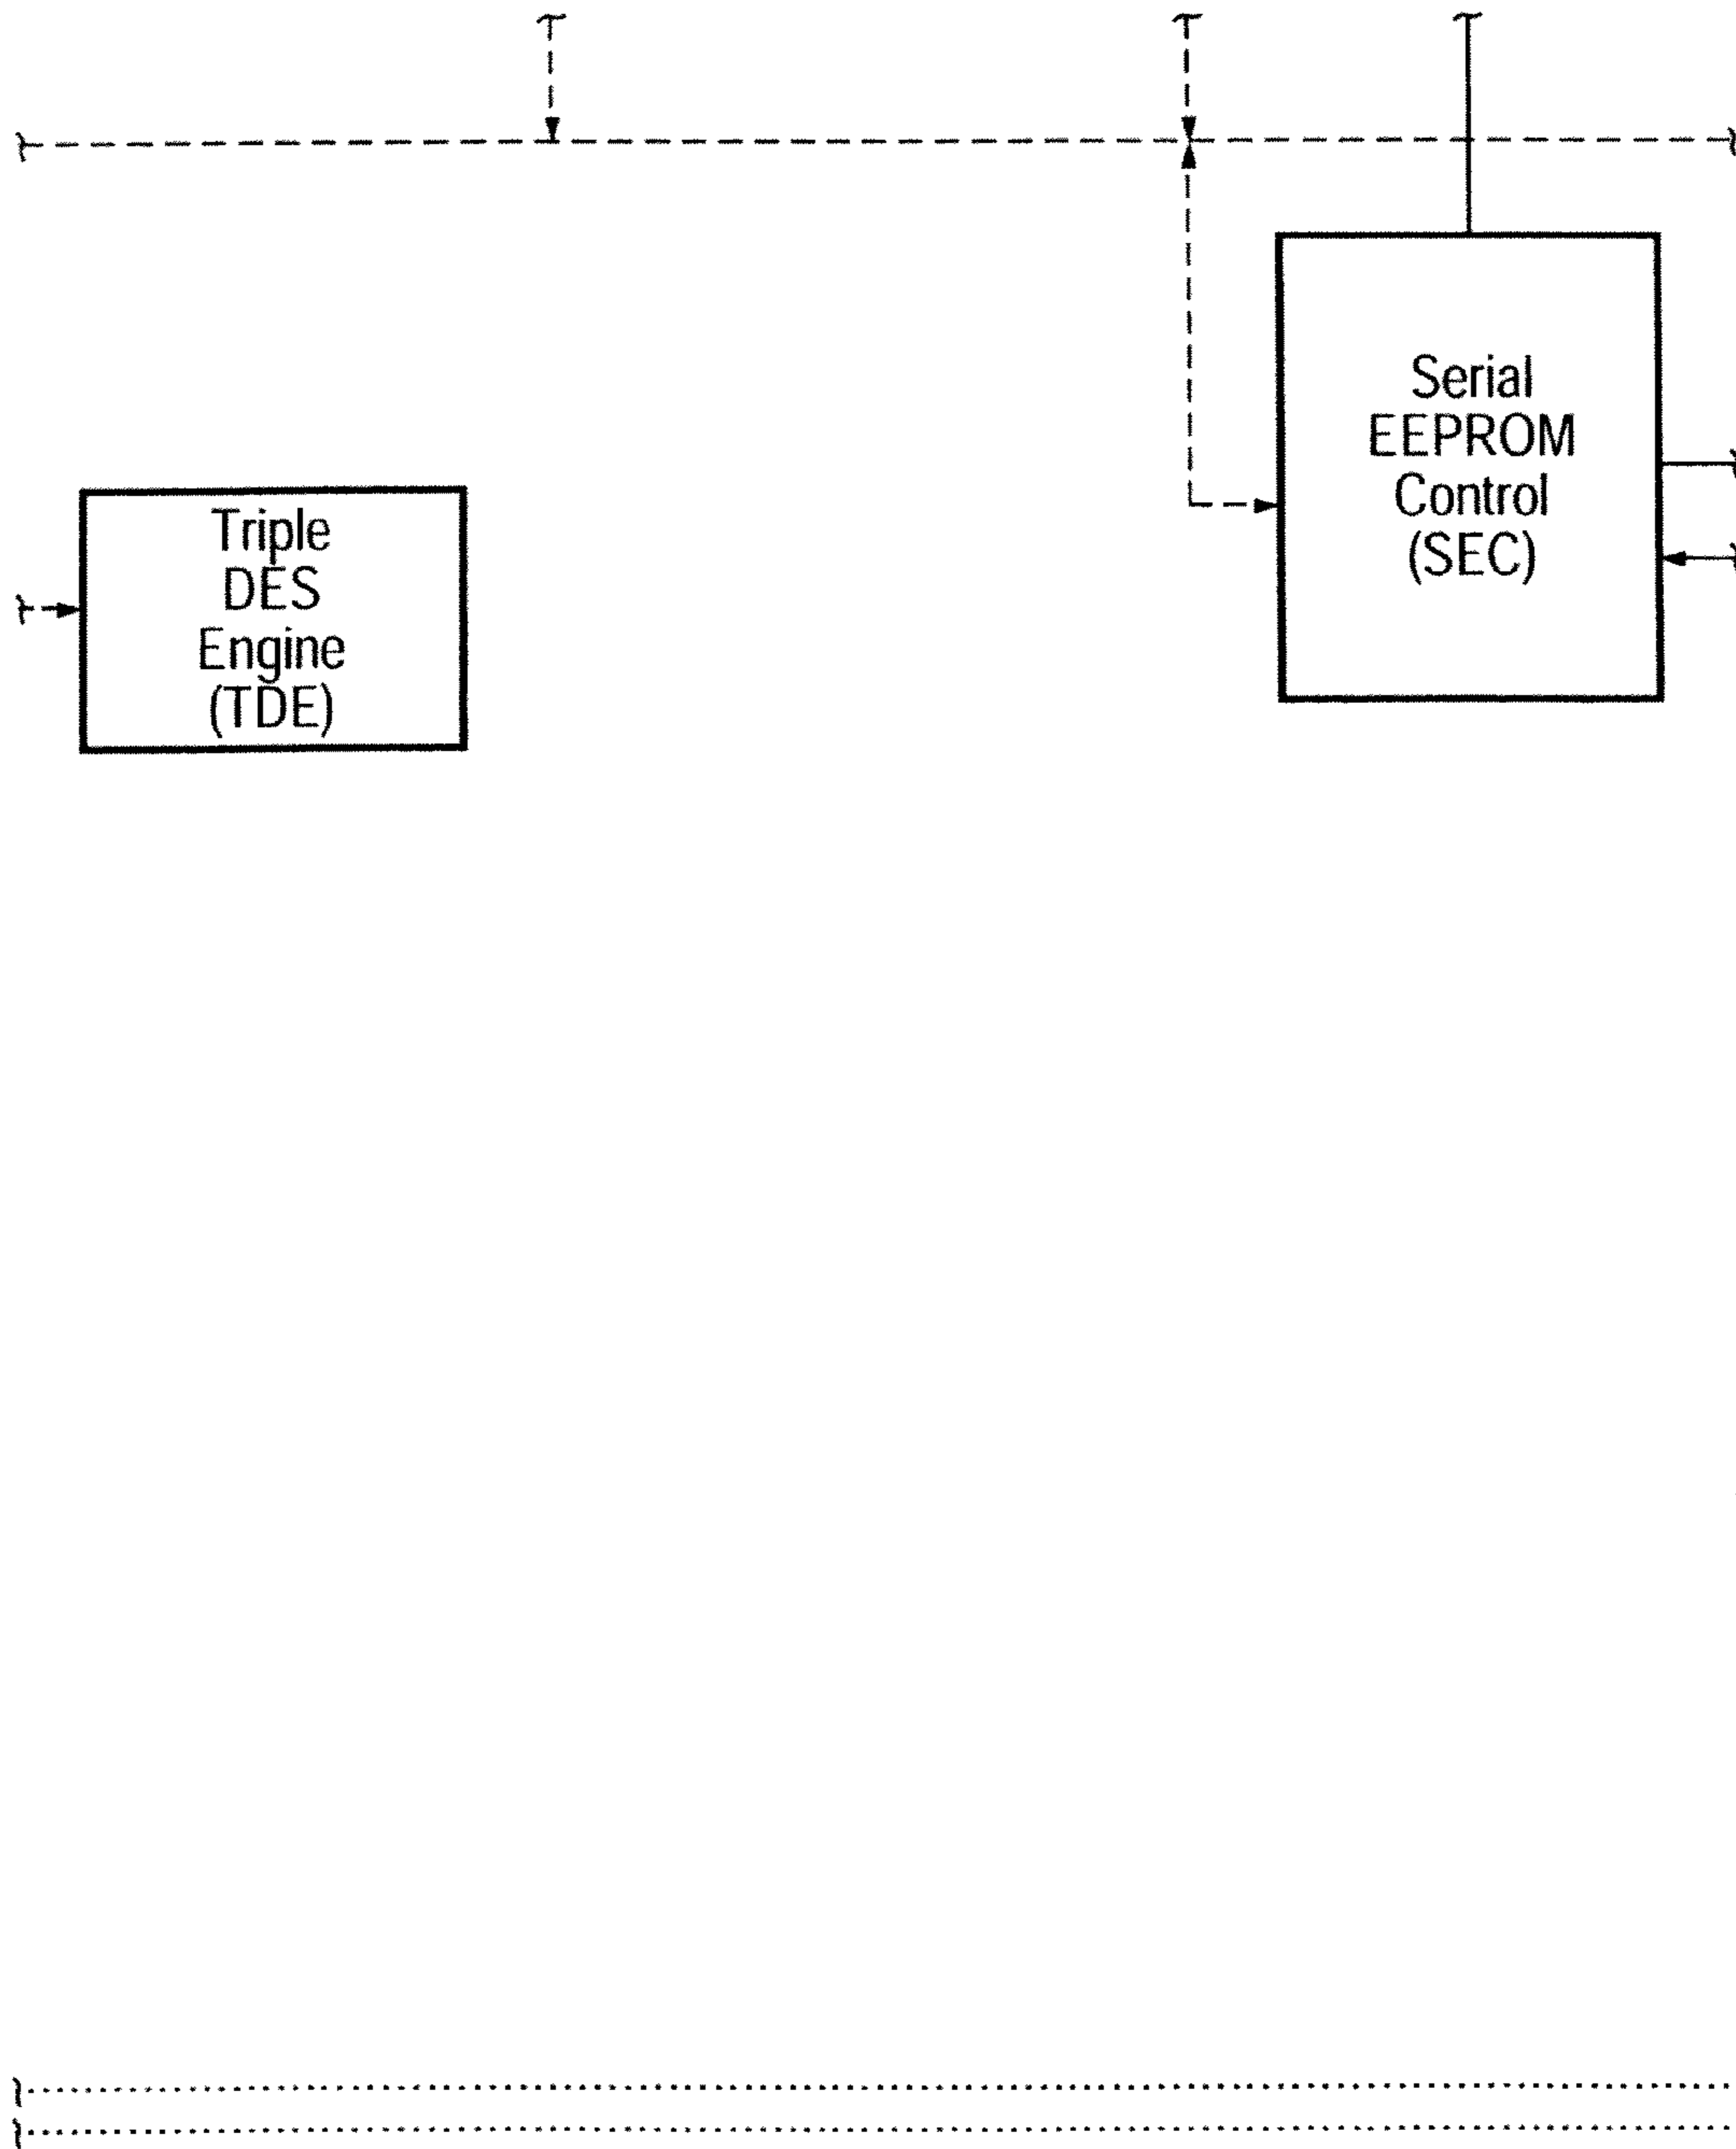 Serial
EEPROM
Control
(SEC)
Triple
DES
Engine
(TDE)